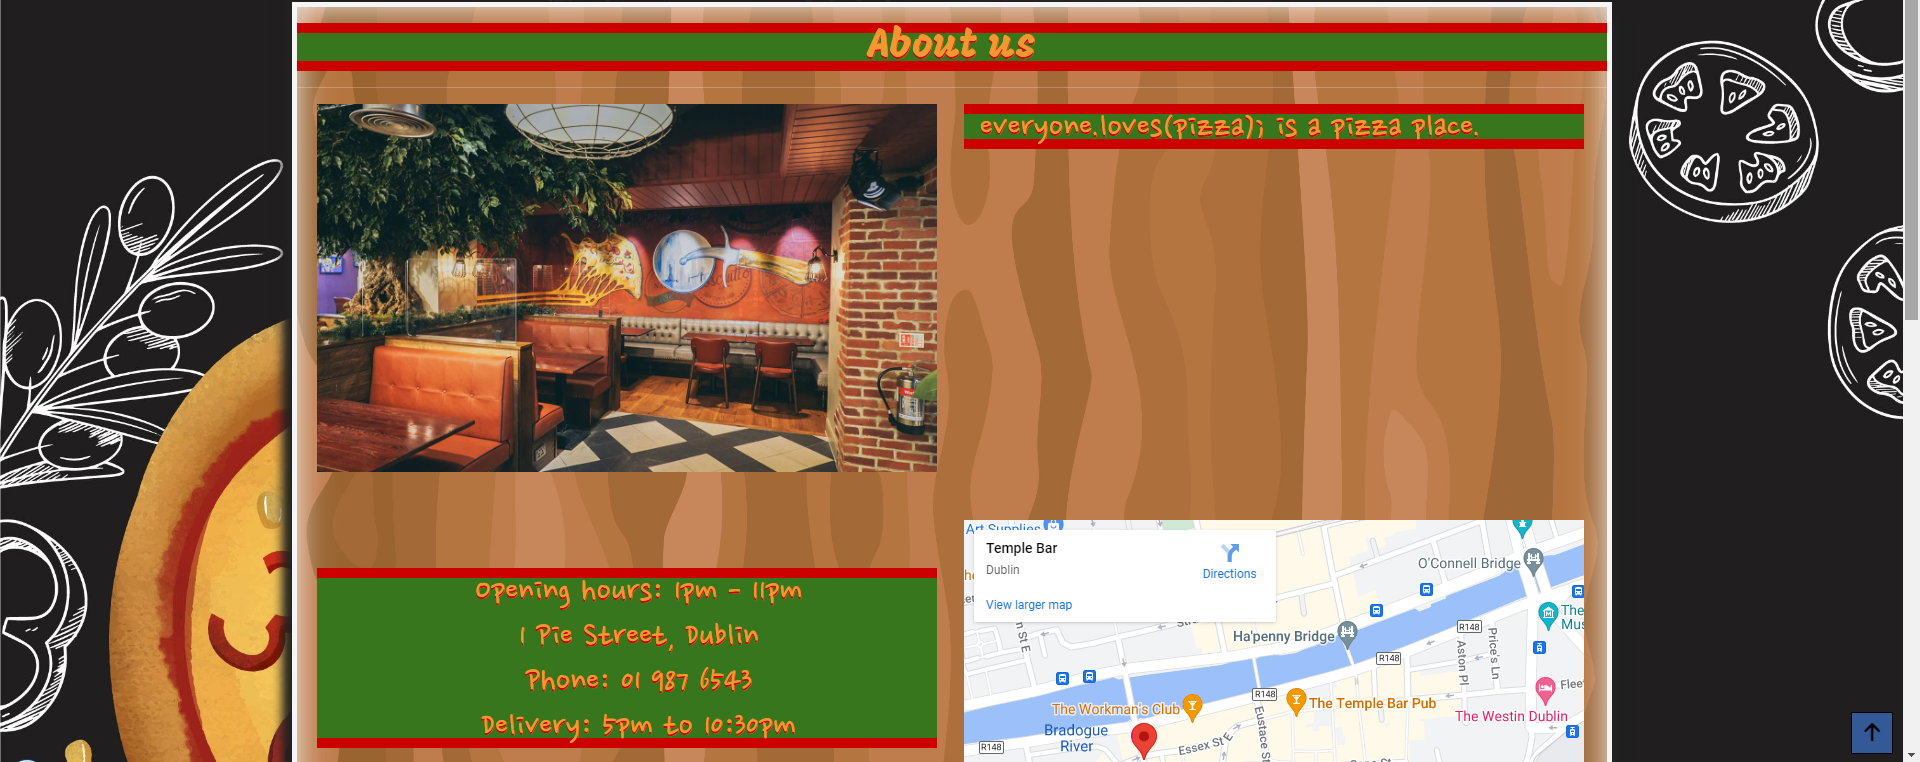 About us
everyone.loves(pizza); is a pizza place.
Opening hours: 1pm - 11pm
1 Pie Street, Dublin
Phone: 01 987 6543
Delivery: 5pm to 10:30pm
Art Supplies
Temple Bar
Dublin
Directions
View larger map
O'Connell Bridge
The
Mus
Ha'penny Bridge
R148
Price's Ln
Aston Pl
R148
n St E
R148
The Workman's Club
The Temple Bar Pub
Flee
The Westin Dublin
Bradogue
River
R148
Essex St E
Eustace St